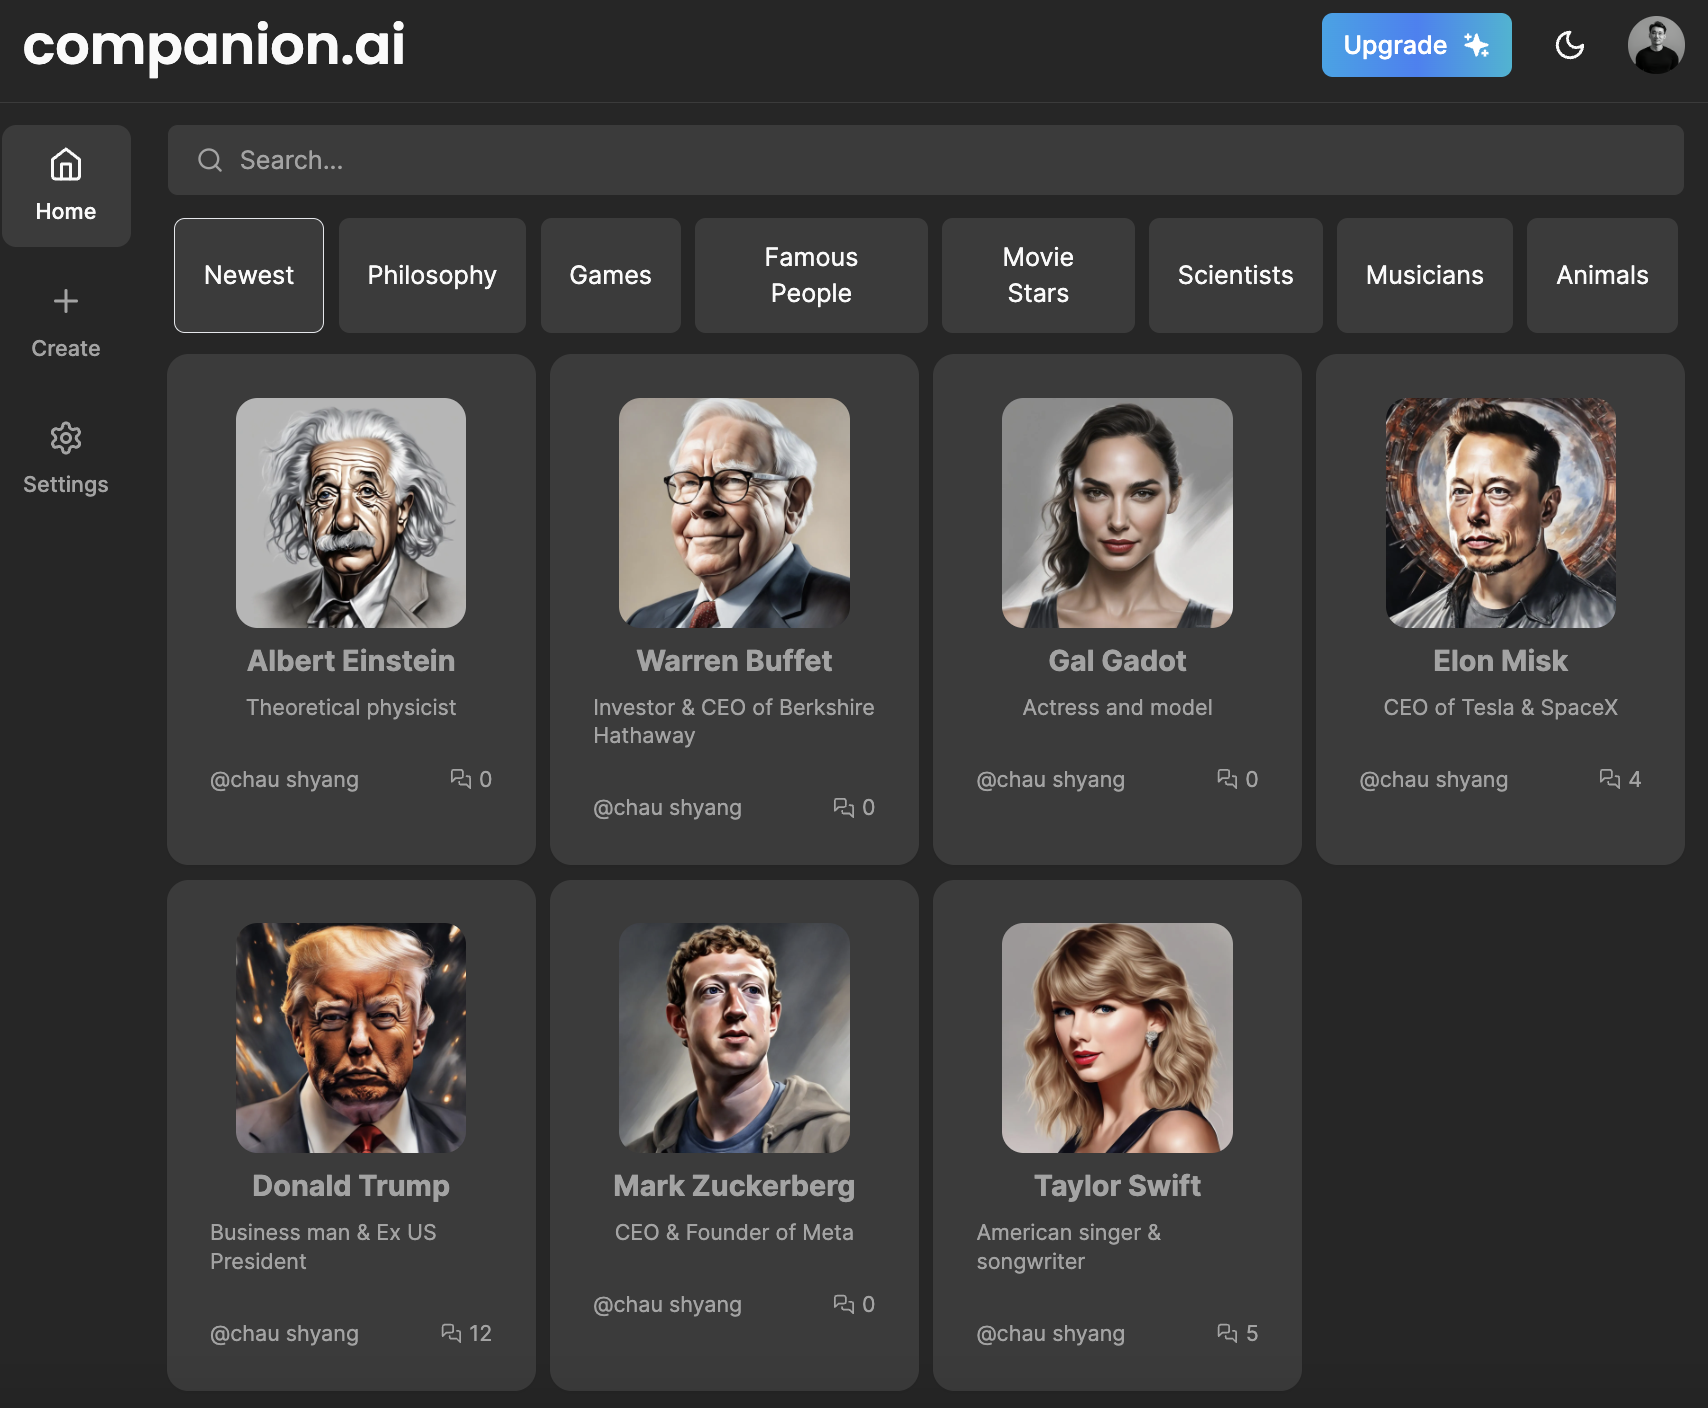 companion.ai
Upgrade
Search...
Home
Create
Settings
Newest
Philosophy
Games
Famous
People
Movie
Stars
Scientists
Musicians
Animals
Albert Einstein
Theoretical physicist
@chau shyang
0
Warren Buffet
Investor & CEO of Berkshire
Hathaway
@chau shyang
0
Gal Gadot
Actress and model
@chau shyang
0
Elon Misk
CEO of Tesla & SpaceX
@chau shyang
4
Donald Trump
Business man & Ex US
President
@chau shyang
12
Mark Zuckerberg
CEO & Founder of Meta
@chau shyang
0
Taylor Swift
American singer &
songwriter
@chau shyang
5